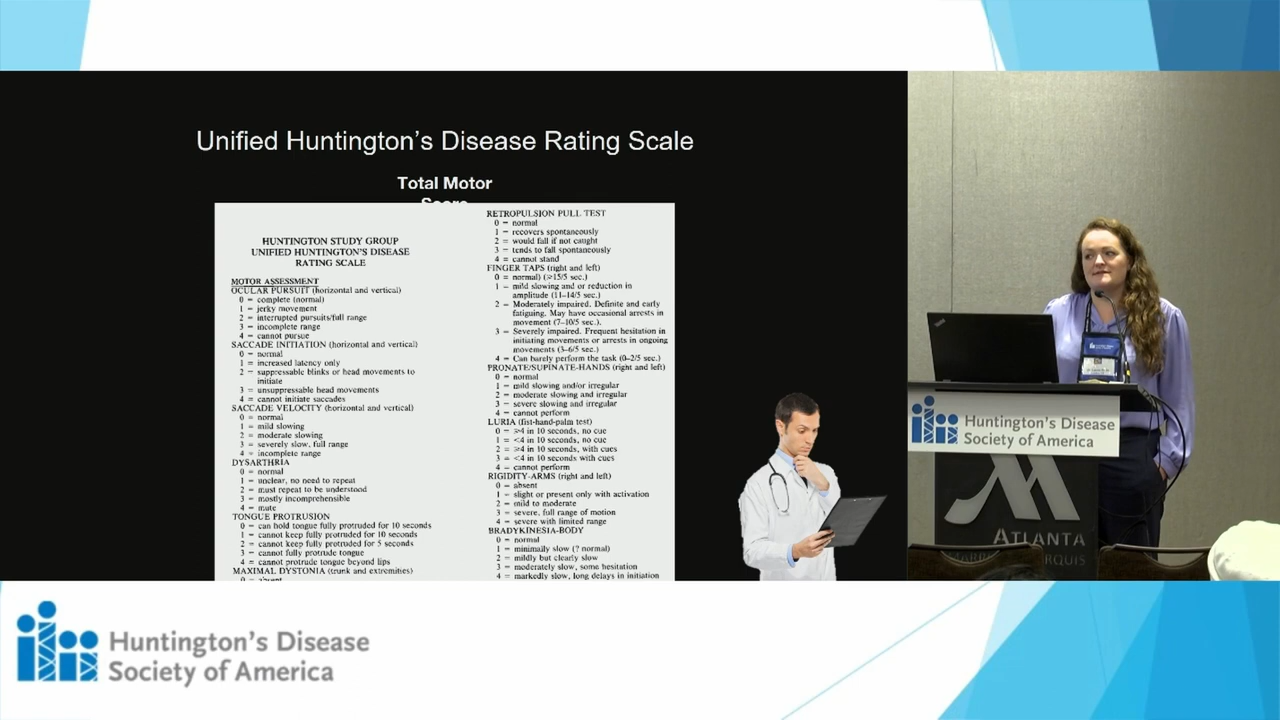 Unified Huntington's Disease Rating Scale
Total Motor
Score
HUNTINGTON STUDY GROUP
UNIFIED HUNTINGTON'S DISEASE
RATING SCALE
MOTOR ASSESSMENT
OCULAR PURSUIT (horizontal and vertical)
0 = complete (normal)
1 = jerky movement
2 = interrupted pursuits/full range
3 = incomplete range
4 = cannot pursue
SACCADE INITIATION (horizontal and vertical)
0 = normal
1 = increased latency only
2 = suppressable blinks or head movements to
initiate
3 = unsuppressable head movements
4 = cannot initiate saccades
SACCADE VELOCITY (horizontal and vertical)
0 = normal
1 = mild slowing
2 = moderate slowing
3 = severely slow, full range
4 = incomplete range
DYSARTHRIA
0 = normal
1 = unclear, no need to repeat
2 = must repeat to be understood
3 = mostly incomprehensible
4 = mute
TONGUE PROTRUSION
0 = can hold tongue fully protruded for 10 seconds
1 = cannot keep fully protruded for 10 seconds
2 = cannot keep fully protruded for 5 seconds
3 = cannot fully protrude tongue
4 = cannot protrude tongue beyond lips
MAXIMAL DYSTONIA (trunk and extremities)
0 = absent
RETROPULSION PULL TEST
0 = normal
1 = recovers spontaneously
2 = would fall if not caught
3 = tends to fall spontaneously
4 = cannot stand
FINGER TAPS (right and left)
0 = normal) (≥15/5 sec.)
1 = mild slowing and or reduction in
amplitude (11-14/5 sec.)
2 = Moderately impaired. Definite and early
fatiguing. May have occasional arrests in
movement (7-10/5 sec.).
3 = Severely impaired. Frequent hesitation in
initiating movements or arrests in ongoing
movements (3-6/5 sec.)
4 = Can barely perform the task (0-2/5 sec.)
PRONATE/SUPINATE-HANDS (right and left)
0 = normal
1 = mild slowing and/or irregular
2 = moderate slowing and irregular
3 = severe slowing and irregular
4 = cannot perform
LURIA (fist-hand-palm test)
0 = ≥4 in 10 seconds, no cue
1 = <4 in 10 seconds, no cue
2 = ≥4 in 10 seconds, with cues
3 = <4 in 10 seconds with cues
4 = cannot perform
RIGIDITY-ARMS (right and left)
0 = absent
1 = slight or present only with activation
2 = mild to moderate
3 = severe, full range of motion
4 = severe with limited range
BRADYKINESIA-BODY
0 = normal
1 = minimally slow (? normal)
2 = mildly but clearly slow
3 = moderately slow, some hesitation
4 = markedly slow, long delays in initiation
Huntington's Disease
Society of America
ATLANTA
MARQUIS
Huntington's Disease
Society of America